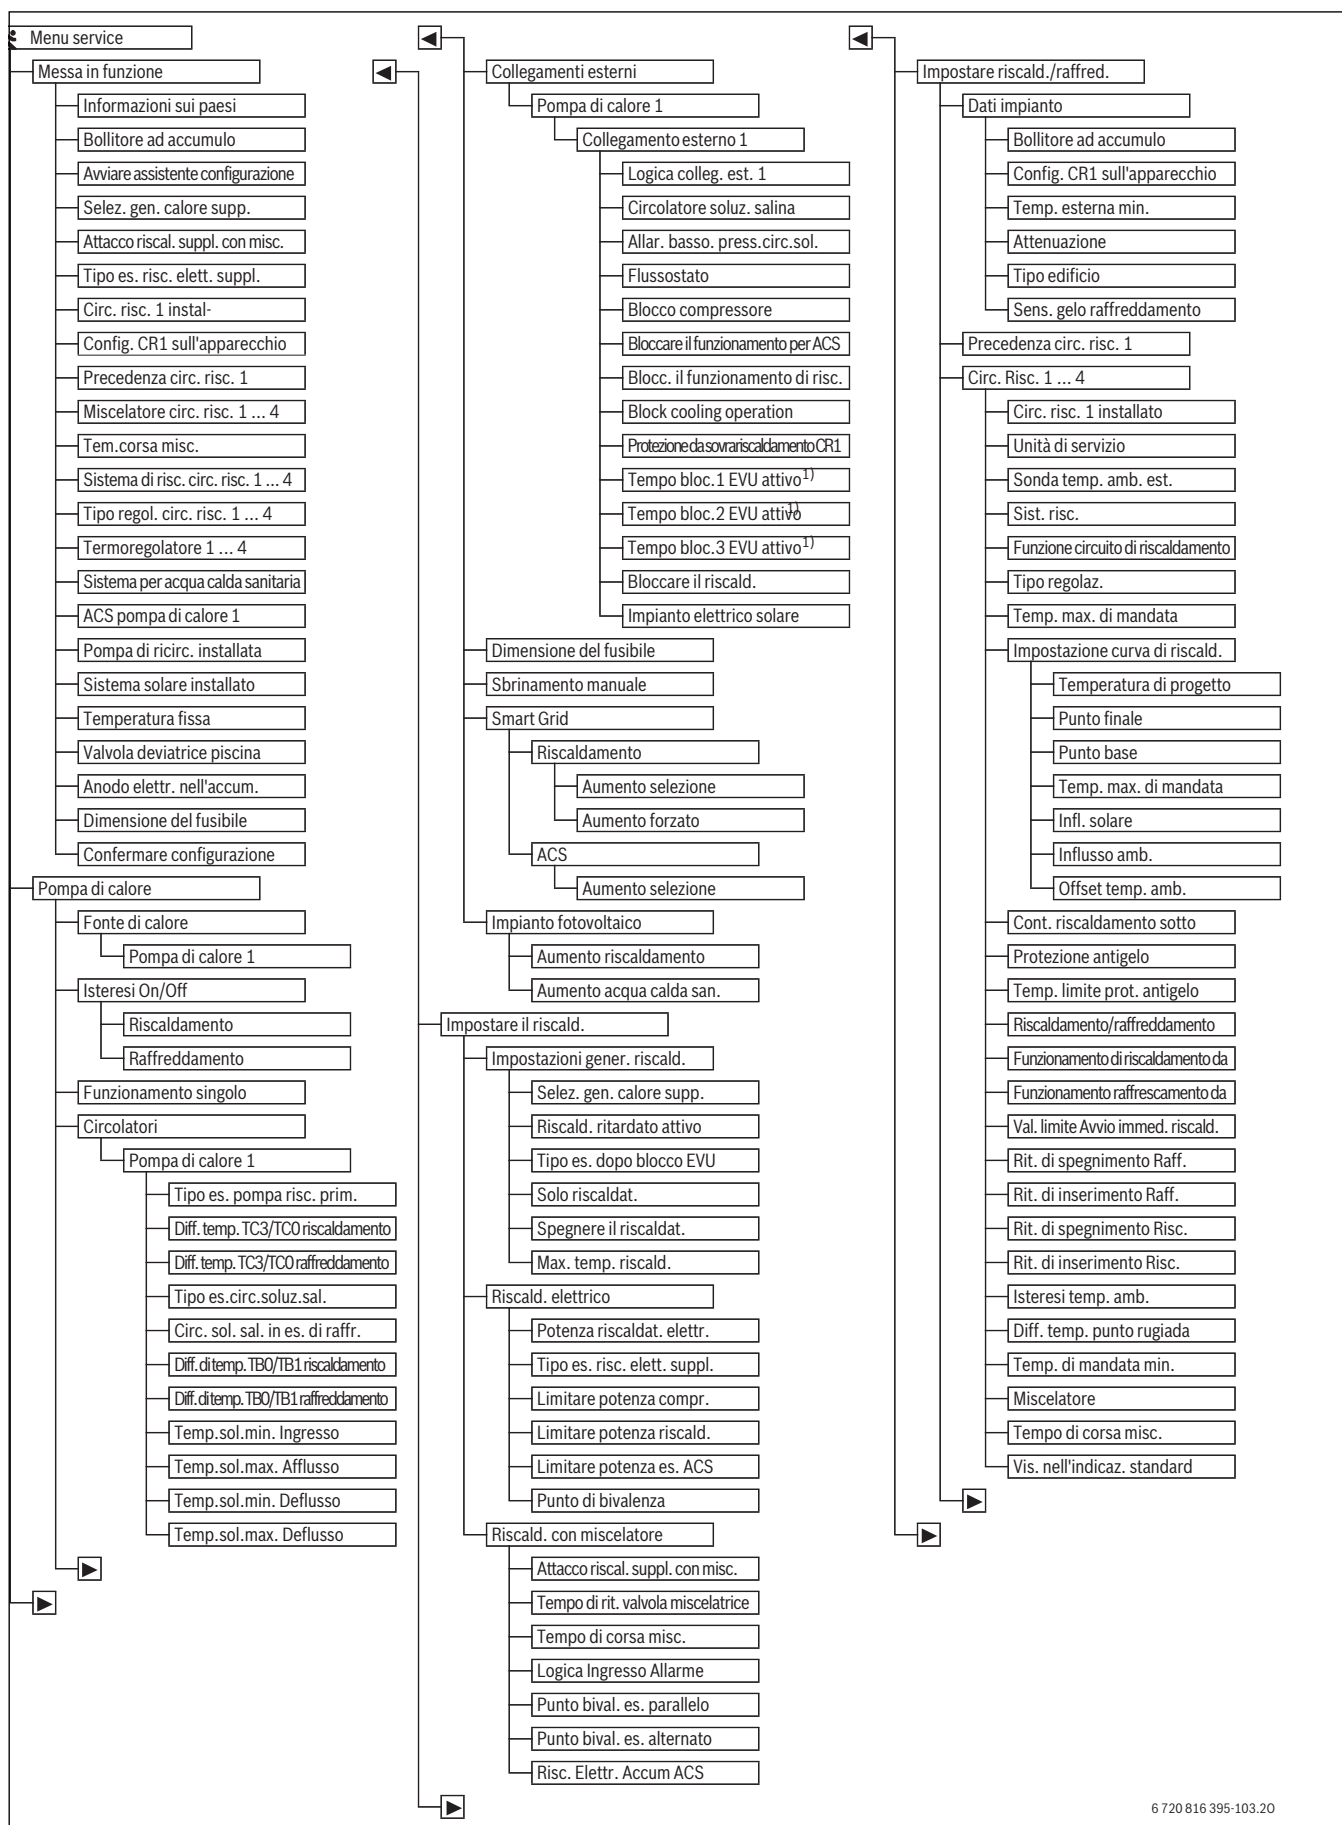 Menu service
Messa in funzione
Informazioni sui paesi
Bollitore ad accumulo
Avviare assistente configurazione
Selez. gen. calore supp.
Attacco riscal. suppl. con misc.
Tipo es. risc. elett. suppl.
Circ. risc. 1 instal-
Config. CR1 sull'apparecchio
Precedenza circ. risc. 1
Miscelatore circ. risc. 1 ... 4
Tem.corsa misc.
Sistema di risc. circ. risc. 1 ... 4
Tipo regol. circ. risc. 1 ... 4
Termoregolatore 1 ... 4
Sistema per acqua calda sanitaria
ACS pompa di calore 1
Pompa di ricirc. installata
Sistema solare installato
Temperatura fissa
Valvola deviatrice piscina
Anodo elettr. nell'accum.
Dimensione del fusibile
Confermare configurazione
Pompa di calore
Fonte di calore
Pompa di calore 1
Isteresi On/Off
Riscaldamento
Raffreddamento
Funzionamento singolo
Circolatori
Pompa di calore 1
Tipo es. pompa risc. prim.
Diff. temp. TC3/TC0 riscaldamento
Diff. temp. TC3/TC0 raffreddamento
Tipo es.circ.soluz.sal.
Circ. sol. sal. in es. di raffr.
Diff. di temp. TB0/TB1 riscaldamento
Diff. di temp. TB0/TB1 raffreddamento
Temp.sol.min. Ingresso
Temp.sol.max. Afflusso
Temp.sol.min. Deflusso
Temp.sol.max. Deflusso
Collegamenti esterni
Pompa di calore 1
Collegamento esterno 1
Logica colleg. est. 1
Circolatore soluz. salina
Allar. basso. press.circ.sol.
Flussostato
Blocco compressore
Bloccare il funzionamento per ACS
Blocc. il funzionamento di risc.
Block cooling operation
Protezione da sovrariscaldamento CR1
Tempo bloc.1 EVU attivo1)
Tempo bloc.2 EVU attivo1)
Tempo bloc.3 EVU attivo1)
Bloccare il riscald.
Impianto elettrico solare
Dimensione del fusibile
Sbrinamento manuale
Smart Grid
Riscaldamento
Aumento selezione
Aumento forzato
ACS
Aumento selezione
Impianto fotovoltaico
Aumento riscaldamento
Aumento acqua calda san.
Impostare il riscald.
Impostazioni gener. riscald.
Selez. gen. calore supp.
Riscald. ritardato attivo
Tipo es. dopo blocco EVU
Solo riscaldat.
Spegnere il riscaldat.
Max. temp. riscald.
Riscald. elettrico
Potenza riscaldat. elettr.
Tipo es. risc. elett. suppl.
Limitare potenza compr.
Limitare potenza riscald.
Limitare potenza es. ACS
Punto di bivalenza
Riscald. con miscelatore
Attacco riscal. suppl. con misc.
Tempo di rit. valvola miscelatrice
Tempo di corsa misc.
Logica Ingresso Allarme
Punto bival. es. parallelo
Punto bival. es. alternato
Risc. Elettr. Accum ACS
Impostare riscald./raffred.
Dati impianto
Bollitore ad accumulo
Config. CR1 sull'apparecchio
Temp. esterna min.
Attenuazione
Tipo edificio
Sens. gelo raffreddamento
Precedenza circ. risc. 1
Circ. Risc. 1 ... 4
Circ. risc. 1 installato
Unità di servizio
Sonda temp. amb. est.
Sist. risc.
Funzione circuito di riscaldamento
Tipo regolaz.
Temp. max. di mandata
Impostazione curva di riscald.
Temperatura di progetto
Punto finale
Punto base
Temp. max. di mandata
Infl. solare
Influsso amb.
Offset temp. amb.
Cont. riscaldamento sotto
Protezione antigelo
Temp. limite prot. antigelo
Riscaldamento/raffreddamento
Funzionamento di riscaldamento da
Funzionamento raffrescamento da
Val. limite Avvio immed. riscald.
Rit. di spegnimento Raff.
Rit. di inserimento Raff.
Rit. di spegnimento Risc.
Rit. di inserimento Risc.
Isteresi temp. amb.
Diff. temp. punto rugiada
Temp. di mandata min.
Miscelatore
Tempo di corsa misc.
Vis. nell'indicaz. standard
6 720 816 395-103.2O